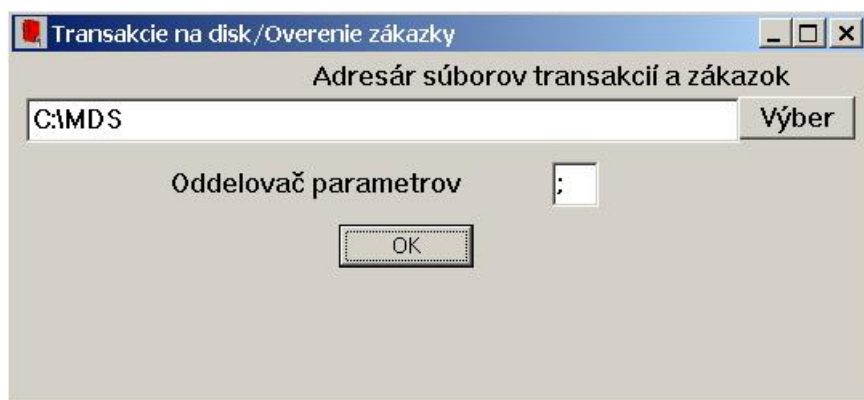 Transakcie na disk/Overenie zákazky
Adresár súborov transakcií a zákazok
C:\MDS
Výber
Oddelovač parametrov ;
OK